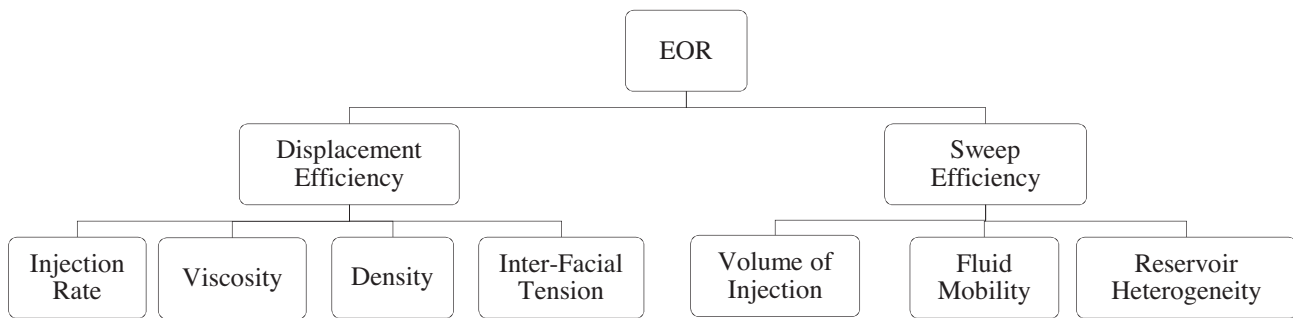 EOR
Displacement
Efficiency
Sweep
Efficiency
Injection
Rate
Viscosity
Density
Inter-Facial
Tension
Volume of
Injection
Fluid
Mobility
Reservoir
Heterogeneity